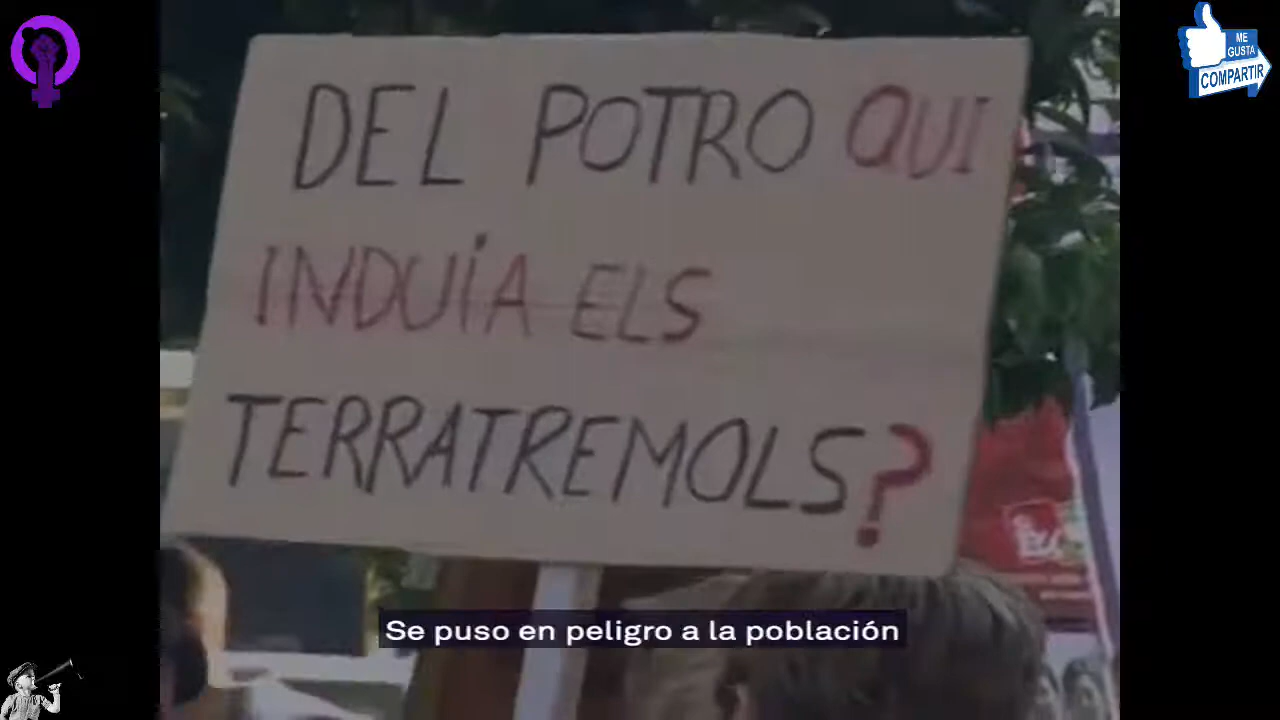 ME
GUSTA
COMPARTIR
DEL POTRO QUI
INDUÍA ELS
TERRATREMOLS?
Se puso en peligro a la población